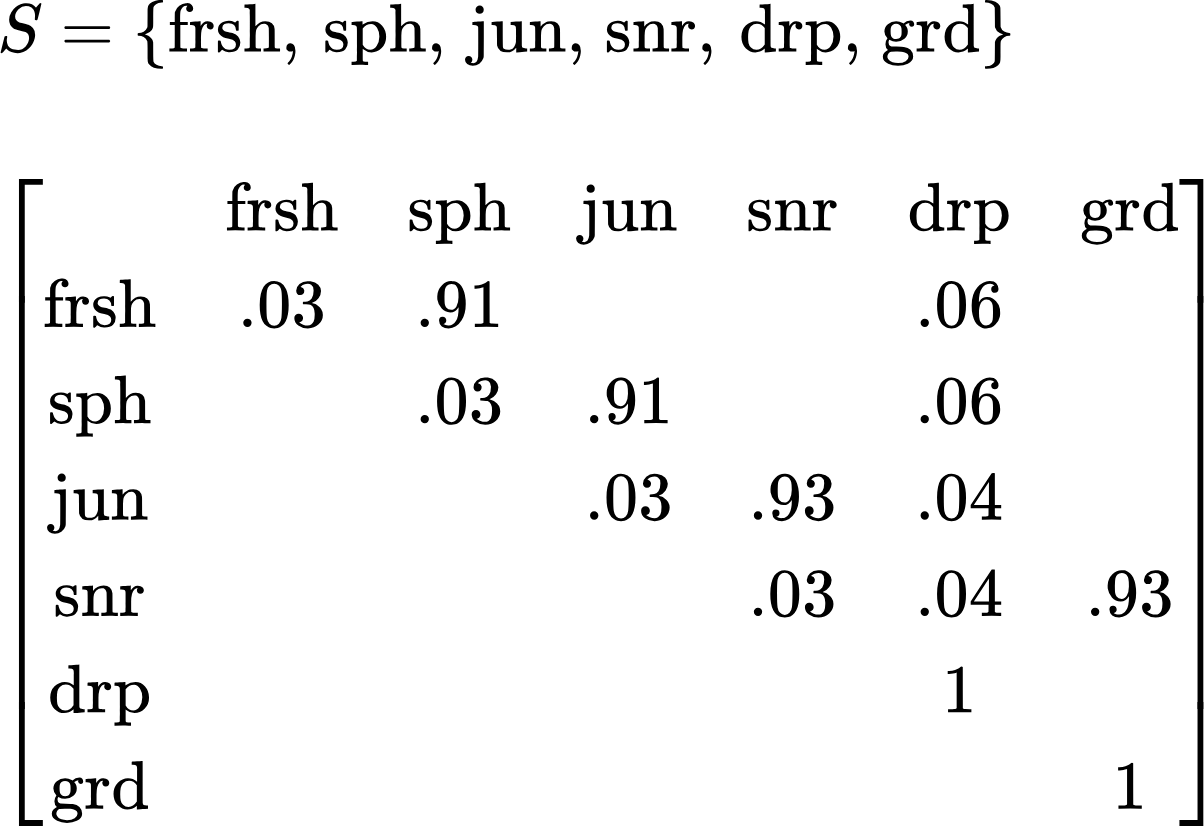 S = {frsh, sph, jun, snr, drp, grd}
frsh sph jun snr drp grd
frsh .03 .91 .06
sph .03 .91 .06
jun .03 .93 .04
snr .03 .04 .93
drp 1
grd 1